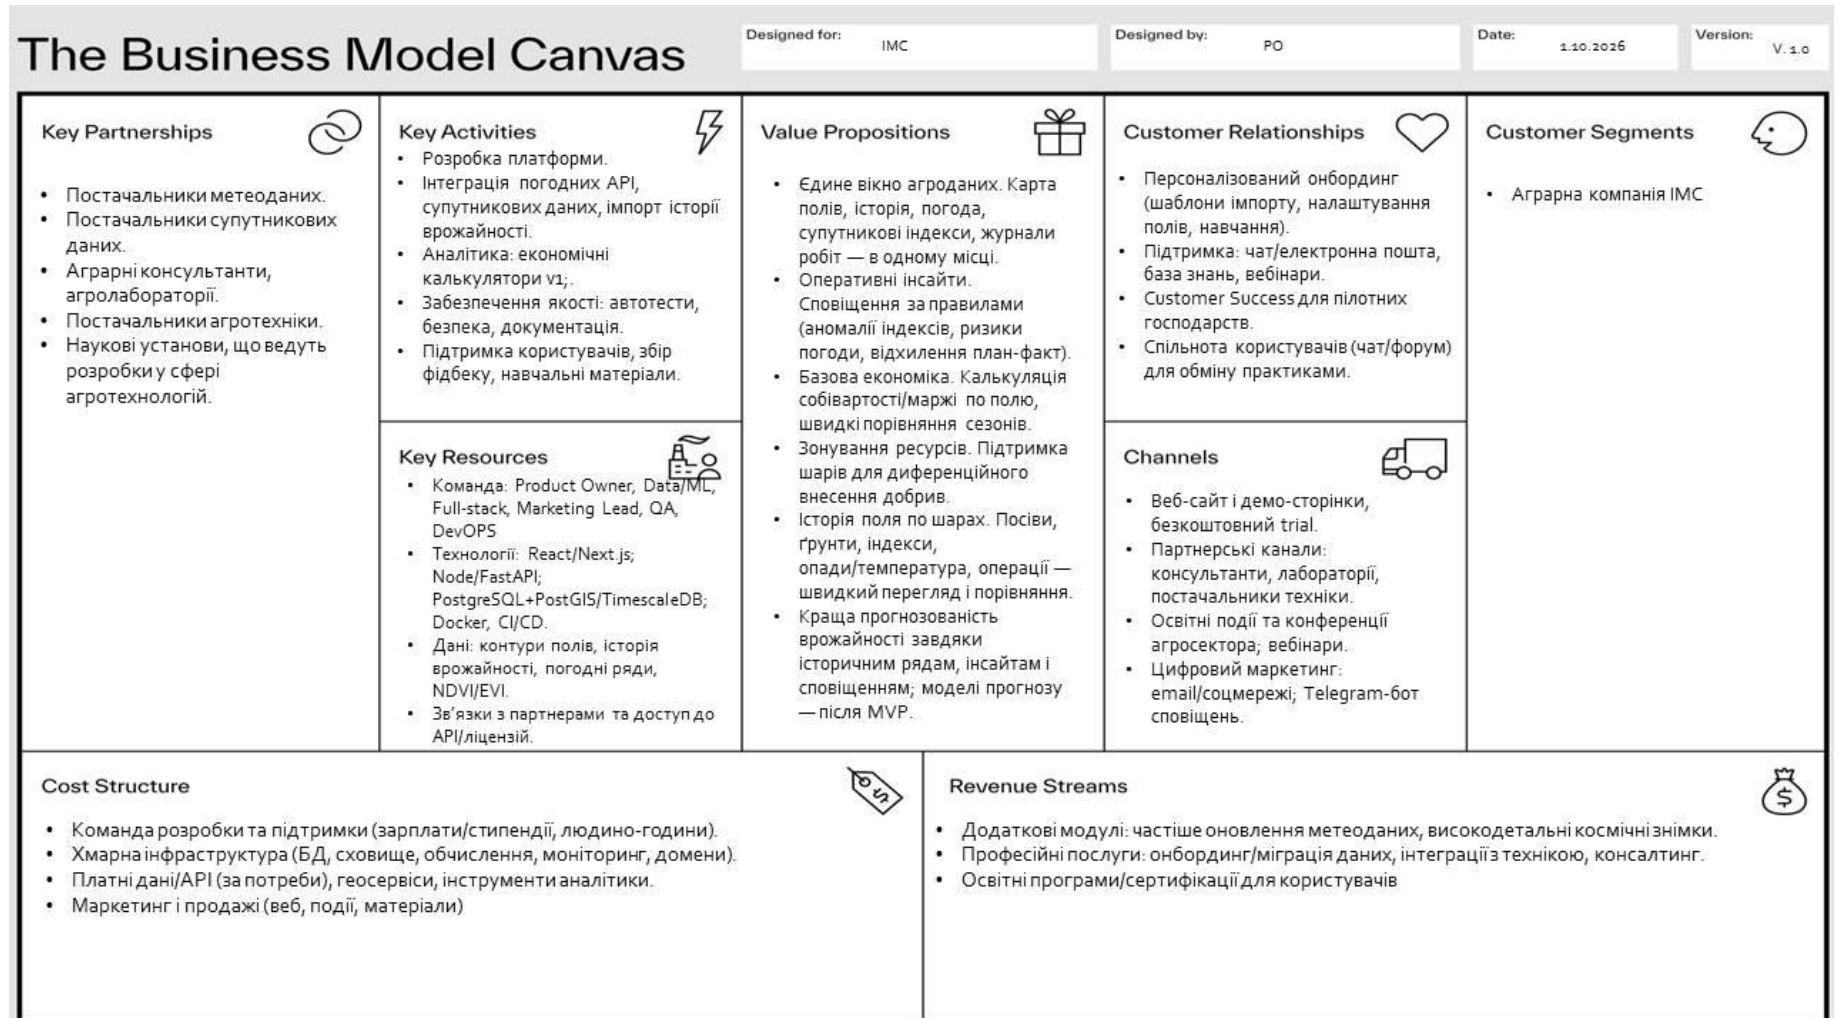 The Business Model Canvas
Designed for:
IMC
Designed by:
PO
Date:
1.10.2026
Version:
V. 1.0
Key Partnerships
• Постачальники метеоданих.
• Постачальники супутникових
даних.
• Аграрні консультанти,
агролабораторії.
• Постачальники агротехніки.
• Наукові установи, що ведуть
розробки у сфері
агротехнологій.
Key Activities
• Розробка платформи.
• Інтеграція погодних API,
супутникових даних, імпорт історії
врожайності.
• Аналітика: економічні
калькулятори v1;.
• Забезпечення якості: автотести,
безпека, документація.
• Підтримка користувачів, збір
фідбеку, навчальні матеріали.
Key Resources
• Команда: Product Owner, Data/ML,
Full-stack, Marketing Lead, QA,
DevOPS
• Технології: React/Next.js;
Node/FastAPI;
PostgreSQL+PostGIS/TimescaleDB;
Docker, CI/CD.
• Дані: контури полів, історія
врожайності, погодні ряди,
NDVI/EVI.
• Зв’язки з партнерами та доступ до
API/ліцензій.
Value Propositions
• Єдине вікно агроданих. Карта
полів, історія, погода,
супутникові індекси, журнали
робіт — в одному місці.
• Оперативні інсайти.
Сповіщення за правилами
(аномалії індексів, ризики
погоди, відхилення план-факт).
• Базова економіка. Калькуляція
собівартості/маржі по полю,
швидкі порівняння сезонів.
• Зонування ресурсів. Підтримка
шарів для диференційного
внесення добрив.
• Історія поля по шарах. Посіви,
ґрунти, індекси,
опади/температура, операції —
швидкий перегляд і порівняння.
• Краща прогнозованість
врожайності завдяки
історичним рядам, інсайтам і
сповіщенням; моделі прогнозу
— після MVP.
Customer Relationships
• Персоналізований онбординг
(шаблони імпорту, налаштування
полів, навчання).
• Підтримка: чат/електронна пошта,
база знань, вебінари.
• Customer Success для пілотних
господарств.
• Спільнота користувачів (чат/форум)
для обміну практиками.
Channels
• Веб-сайт і демо-сторінки,
безкоштовний trial.
• Партнерські канали:
консультанти, лабораторії,
постачальники техніки.
• Освітні події та конференції
агросектора; вебінари.
• Цифровий маркетинг:
email/соцмережі; Telegram-бот
сповіщень.
Customer Segments
• Аграрна компанія ІМС
Cost Structure
• Команда розробки та підтримки (зарплати/стипендії, людино-години).
• Хмарна інфраструктура (БД, сховище, обчислення, моніторинг, домени).
• Платні дані/API (за потреби), геосервіси, інструменти аналітики.
• Маркетинг і продажі (веб, події, матеріали)
Revenue Streams
• Додаткові модулі: частіше оновлення метеоданих, високодетальні космічні знімки.
• Професійні послуги: онбординг/міграція даних, інтеграції з технікою, консалтинг.
• Освітні програми/сертифікації для користувачів